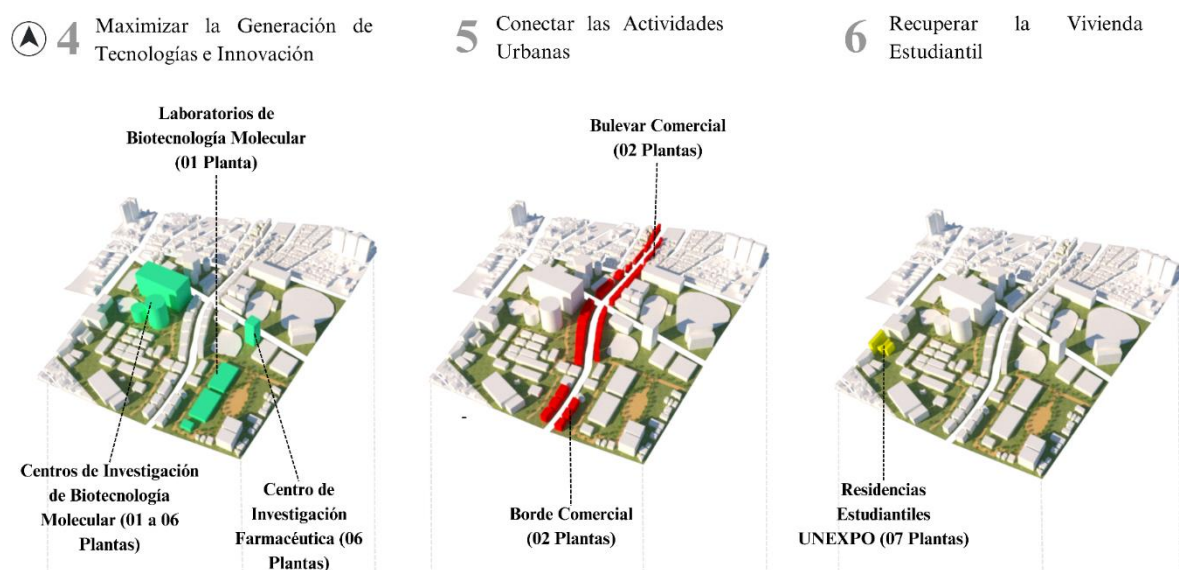 4 Maximizar la Generación de
Tecnologías e Innovación
Laboratorios de
Biotecnología Molecular
(01 Planta)
Centros de Investigación
de Biotecnología
Molecular (01 a 06
Plantas)
Centro de
Investigación
Farmacéutica (06
Plantas)
5 Conectar las Actividades
Urbanas
Bulevar Comercial
(02 Plantas)
-
Borde Comercial
(02 Plantas)
6 Recuperar la Vivienda
Estudiantil
Residencias
Estudiantiles
UNEXPO (07 Plantas)